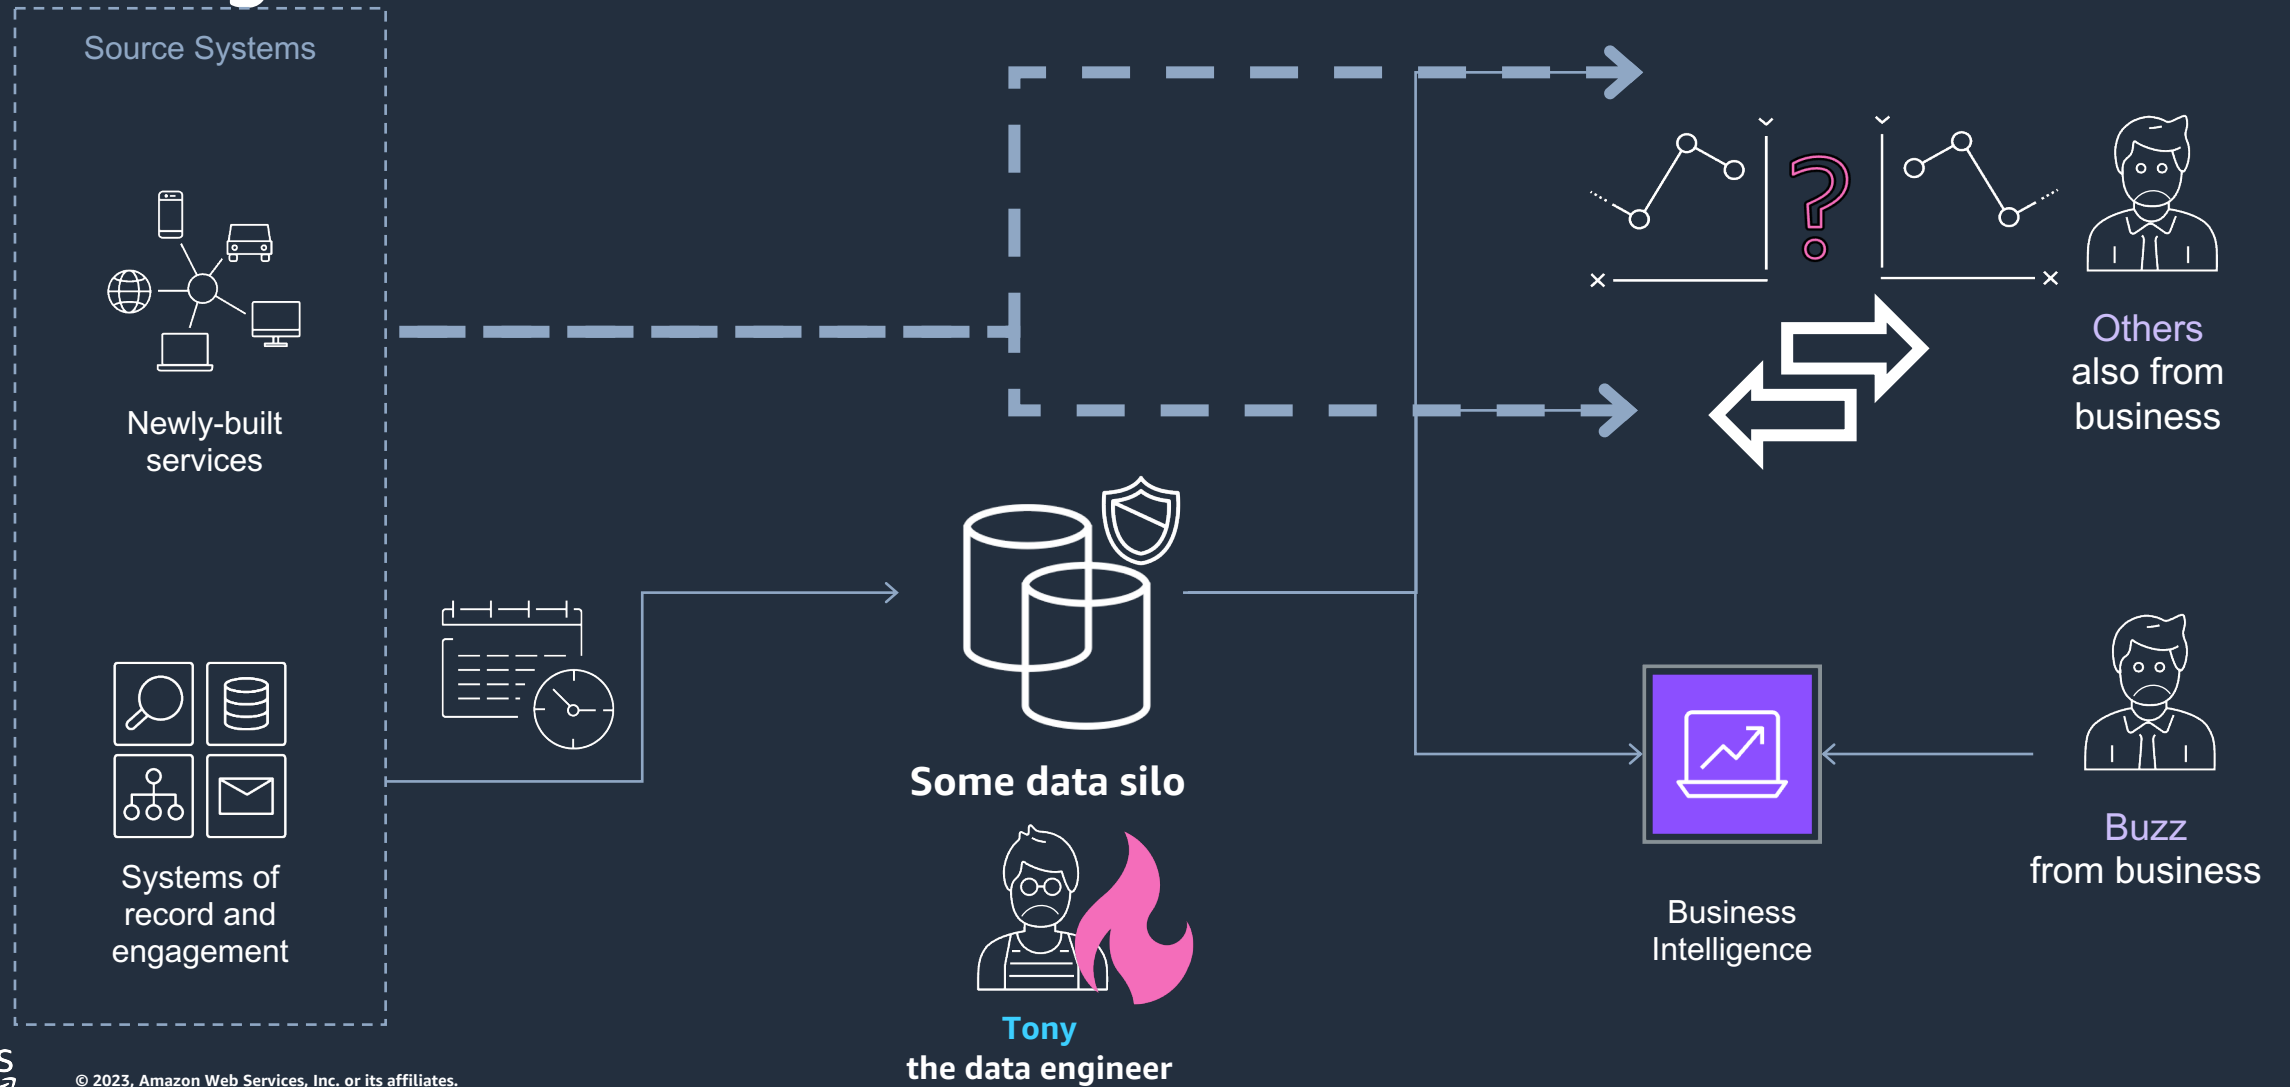 Source Systems
Newly-built
services
Systems of
record and
engagement
Some data silo
Tony
the data engineer
Others
also from
business
Business
Intelligence
Buzz
from business
© 2023, Amazon Web Services, Inc. or its affiliates.